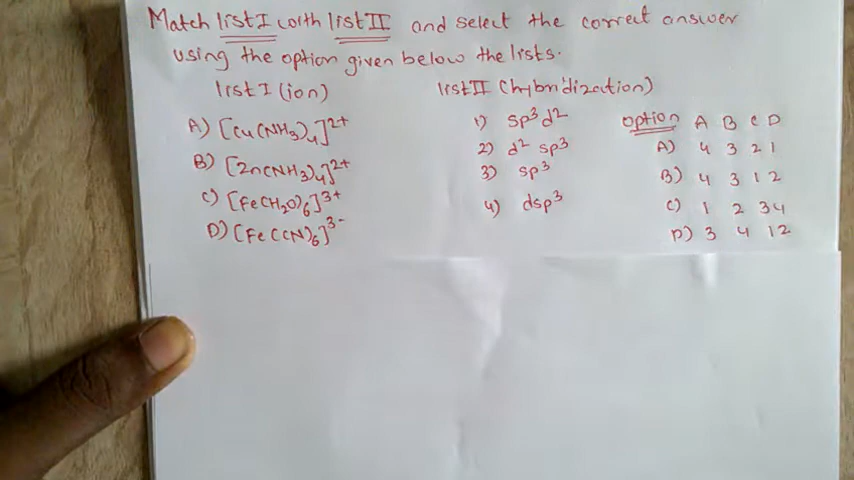 Match list I with list II and select the correct answer
using the option given below the lists.
list I (ion) list II (hybridization)
A) [Cu(NH3)4]2+ 1) sp3d2 option A B C D
B) [Zn(NH3)4]2+ 2) d2 sp3 A) 4 3 2 1
C) [Fe(H2O)6]3+ 3) sp3 B) 4 3 1 2
D) [Fe(CN)6]3- 4) dsp3 C) 1 2 3 4
D) 3 4 1 2